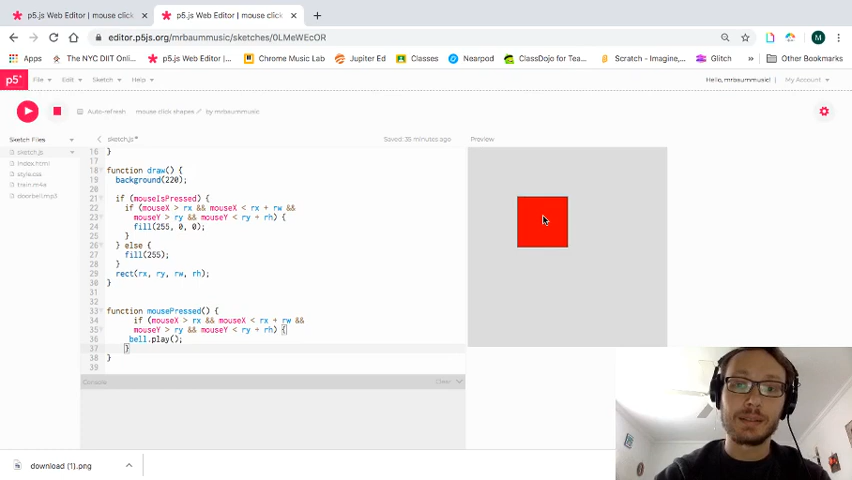 p5.js Web Editor | mouse click
p5.js Web Editor | mouse click
editor.p5js.org/mrbaummusic/sketches/0LMeWEcOR
M
Apps
The NYC DIIT Onli...
p5.js Web Editor |...
Chrome Music Lab
Jupiter Ed
Classes
Nearpod
ClassDojo for Tea...
Scratch - Imagine,...
Glitch
Other Bookmarks
p5*
File
Edit
Sketch
Help
Hello, mrbaummusic!
My Account
Auto-refresh
mouse click shapes
by mrbaummusic
Sketch Files
sketch.js
index.html
style.css
train.m4a
doorbell.mp3
sketch.js
Saved: 35 minutes ago
Preview
16 }
17
18 function draw() {
19 background(220);
20
21 if (mouseIsPressed) {
22 if (mouseX > rx && mouseX < rx + rw &&
23 mouseY > ry && mouseY < ry + rh) {
24 fill(255, 0, 0);
25 }
26 } else {
27 fill(255);
28 }
29 rect(rx, ry, rw, rh);
30 }
31
32
33 function mousePressed() {
34 if (mouseX > rx && mouseX < rx + rw &&
35 mouseY > ry && mouseY < ry + rh) {
36 bell.play();
37 }
38 }
39
Console
Clear
download (1).png